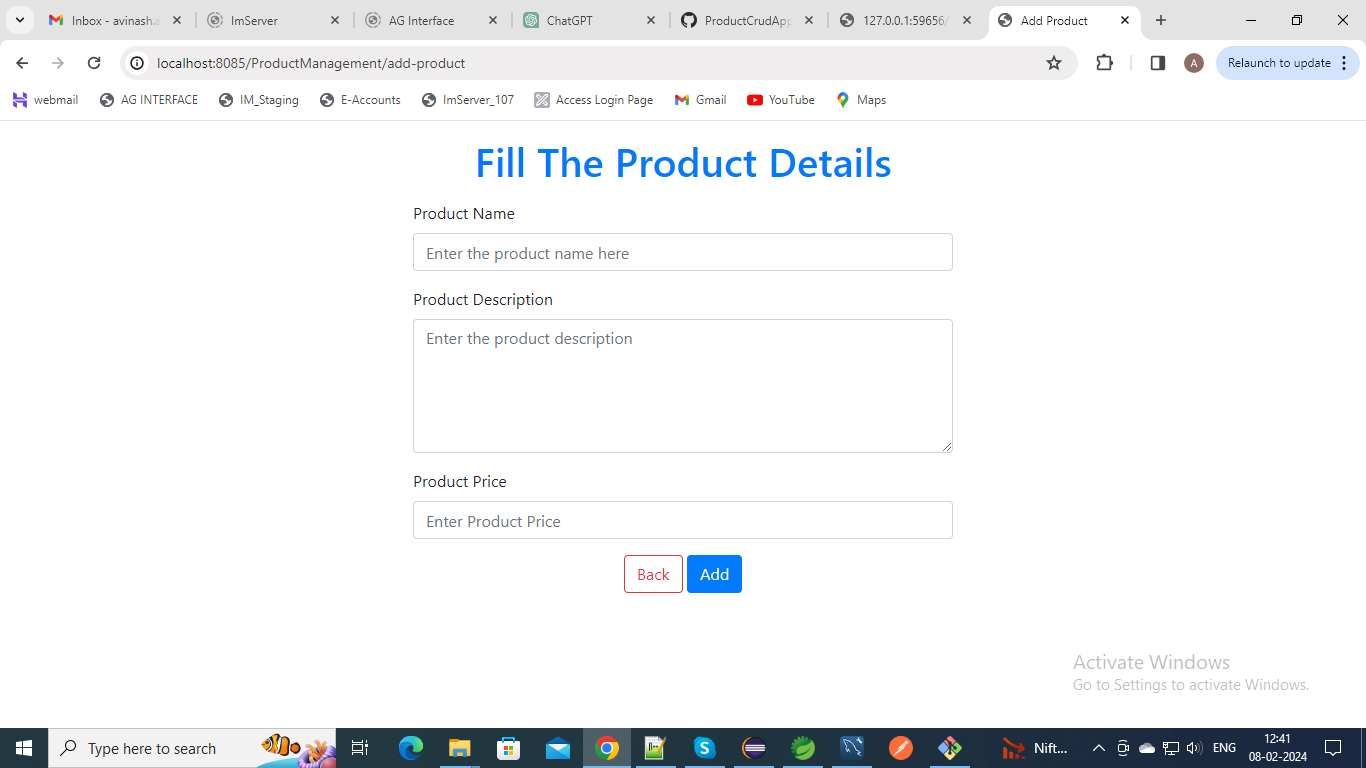 Inbox - avinash.a
ImServer
AG Interface
ChatGPT
ProductCrudApp
127.0.0.1:59656/
Add Product
localhost:8085/ProductManagement/add-product
A
Relaunch to update
webmail
AG INTERFACE
IM_Staging
E-Accounts
ImServer_107
Access Login Page
Gmail
YouTube
Maps
Fill The Product Details
Product Name
Enter the product name here
Product Description
Enter the product description
Product Price
Enter Product Price
Back
Add
Activate Windows
Go to Settings to activate Windows.
Type here to search
Nift...
ENG
12:41
08-02-2024